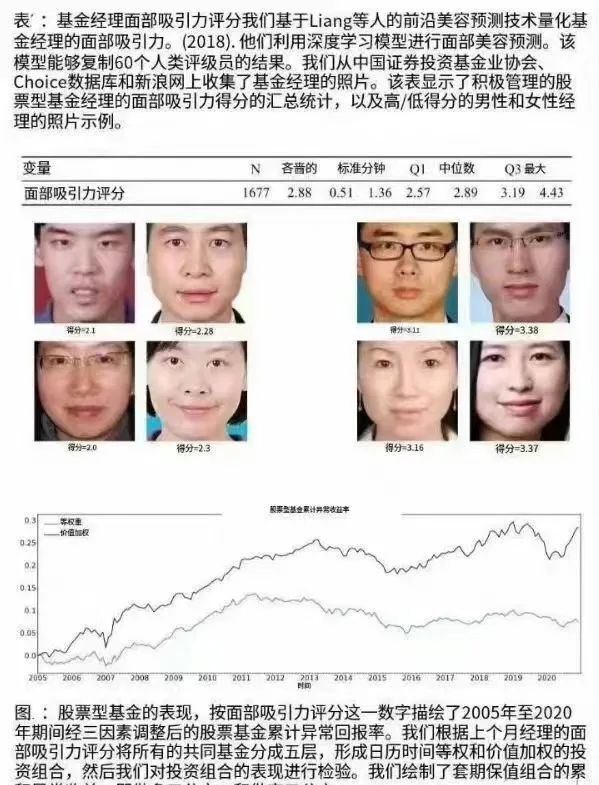 表`：基金经理面部吸引力评分我们基于Liang等人的前沿美容预测技术量化基
金经理的面部吸引力。(2018). 他们利用深度学习模型进行面部美容预测。该
模型能够复制60个人类评级员的结果。我们从中国证券投资基金业协会、
Choice数据库和新浪网上收集了基金经理的照片。该表显示了积极管理的股
票型基金经理的面部吸引力得分的汇总统计，以及高/低得分的男性和女性经
理的照片示例。
变量 N 吝啬的 标准分钟 Q1 中位数 Q3 最大
面部吸引力评分 1677 2.88 0.51 1.36 2.57 2.89 3.19 4.43
得分=2.1 得分=2.28 得分=3.11 得分=3.38
得分=2.0 得分=2.3 得分=3.16 得分=3.37
股票型基金累计异常收益率
等权重
价值加权
0.3
0.25
0.2
0.15
0.1
0.05
0.0
2005 2006 2007 2008 2009 2010 2011 2012 2013 2014 2015 2016 2017 2018 2019 2020
时间
图.：股票型基金的表现，按面部吸引力评分这一数字描绘了2005年至2020
年期间经三因素调整后的股票基金累计异常回报率。我们根据上个月经理的面
部吸引力评分将所有的共同基金分成五层，形成日历时间等权和价值加权的投
资组合，然后我们对投资组合的表现进行检验。我们绘制了套期保值组合的累